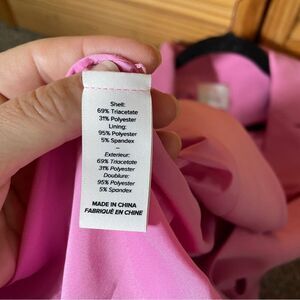 Shell:
69% Triacetate
31% Polyester
Lining:
95% Polyester
5% Spandex
–
Exterieur:
69% Triacetate
31% Polyester
Doublure:
95% Polyester
5% Spandex
MADE IN CHINA
FABRIQUÉ EN CHINE